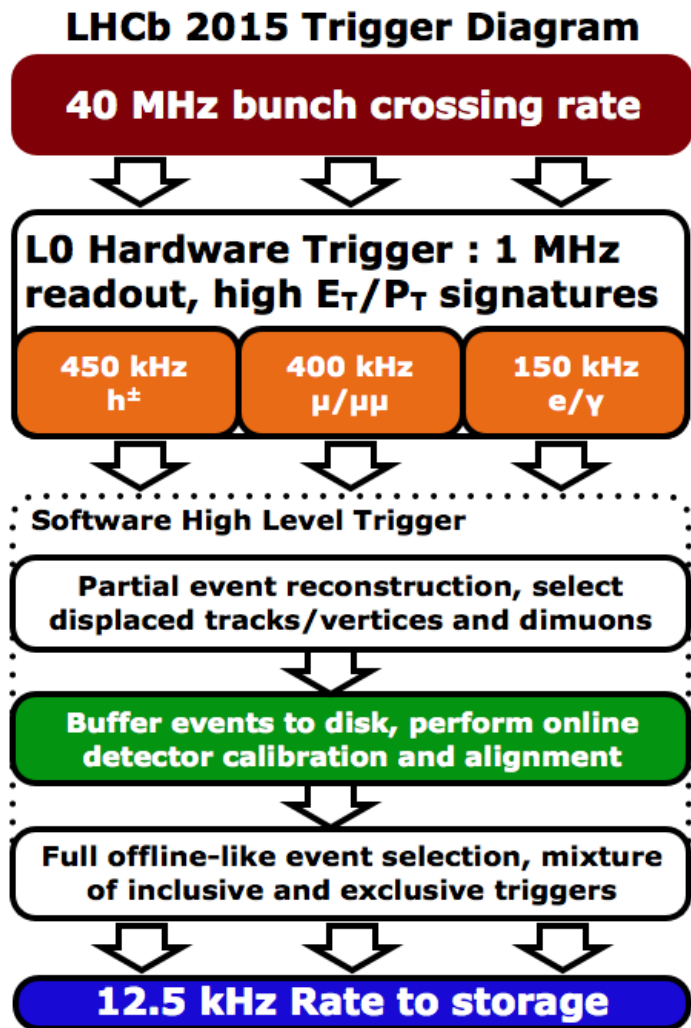 LHCb 2015 Trigger Diagram
40 MHz bunch crossing rate
L0 Hardware Trigger : 1 MHz
readout, high E_T/P_T signatures
450 kHz
h±
400 kHz
μ/μμ
150 kHz
e/γ
Software High Level Trigger
Partial event reconstruction, select
displaced tracks/vertices and dimuons
Buffer events to disk, perform online
detector calibration and alignment
Full offline-like event selection, mixture
of inclusive and exclusive triggers
12.5 kHz Rate to storage